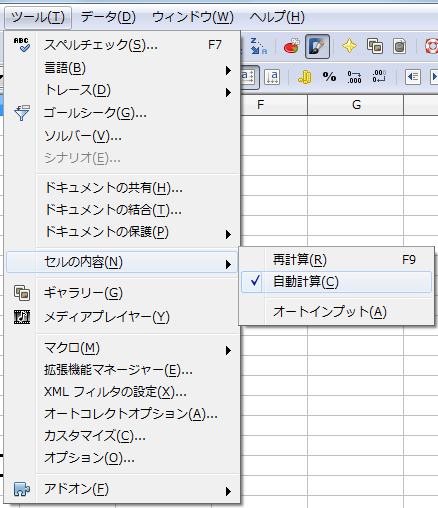 ツール(T) データ(D) ウィンドウ(W) ヘルプ(H)
ABC スペルチェック(S)... F7
言語(B)
トレース(D)
ゴールシーク(G)...
ソルバー(V)...
シナリオ(E)...
ドキュメントの共有(H)...
ドキュメントの結合(T)...
ドキュメントの保護(P)
セルの内容(N)
再計算(R) F9
自動計算(C)
オートインプット(A)
ギャラリー(G)
メディアプレイヤー(Y)
マクロ(M)
拡張機能マネージャー(E)...
XML フィルタの設定(X)...
オートコレクトオプション(A)...
カスタマイズ(C)...
オプション(O)...
アドオン(F)
F G
%